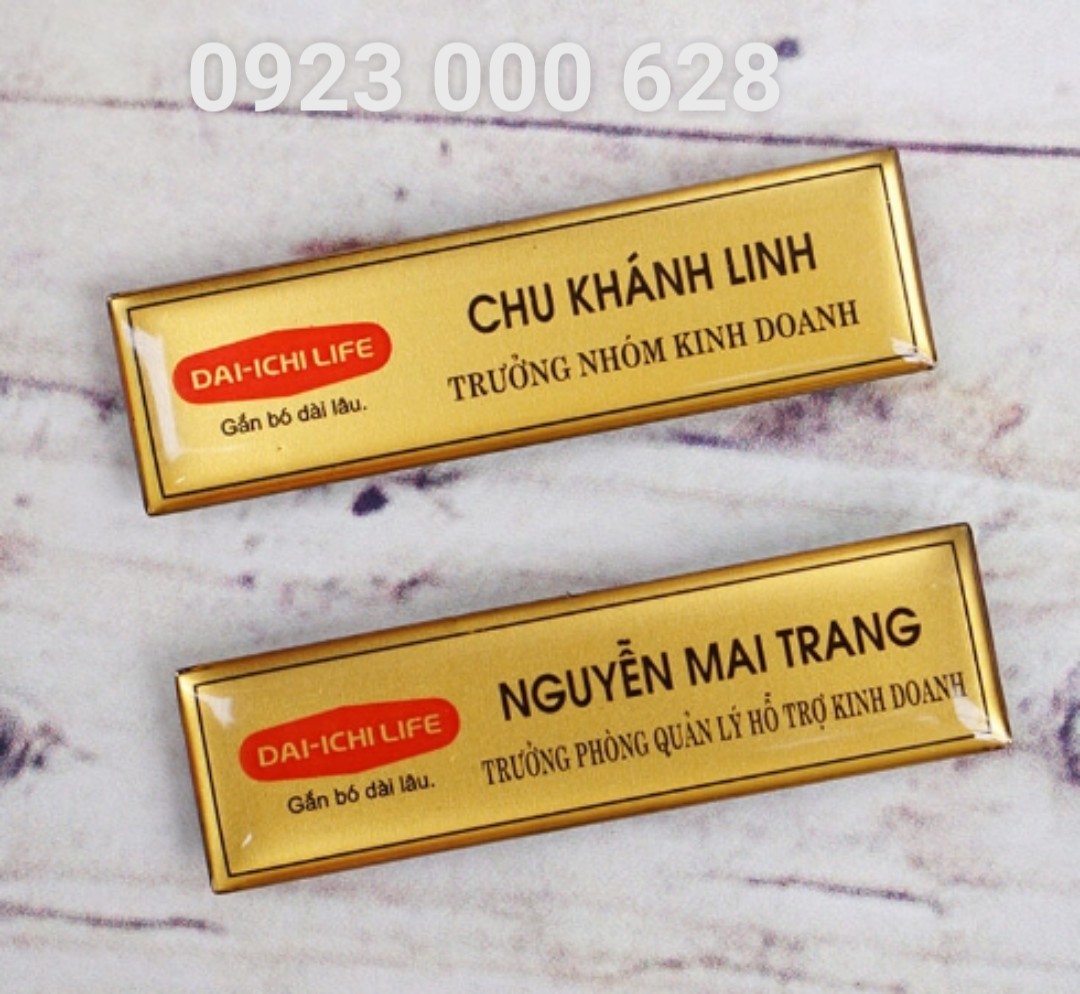 0923 000 628
CHU KHÁNH LINH
TRƯỞNG NHÓM KINH DOANH
DAI-ICHI LIFE
Gắn bó dài lâu.
NGUYỄN MAI TRANG
TRƯỞNG PHÒNG QUẢN LÝ HỖ TRỢ KINH DOANH
DAI-ICHI LIFE
Gắn bó dài lâu.